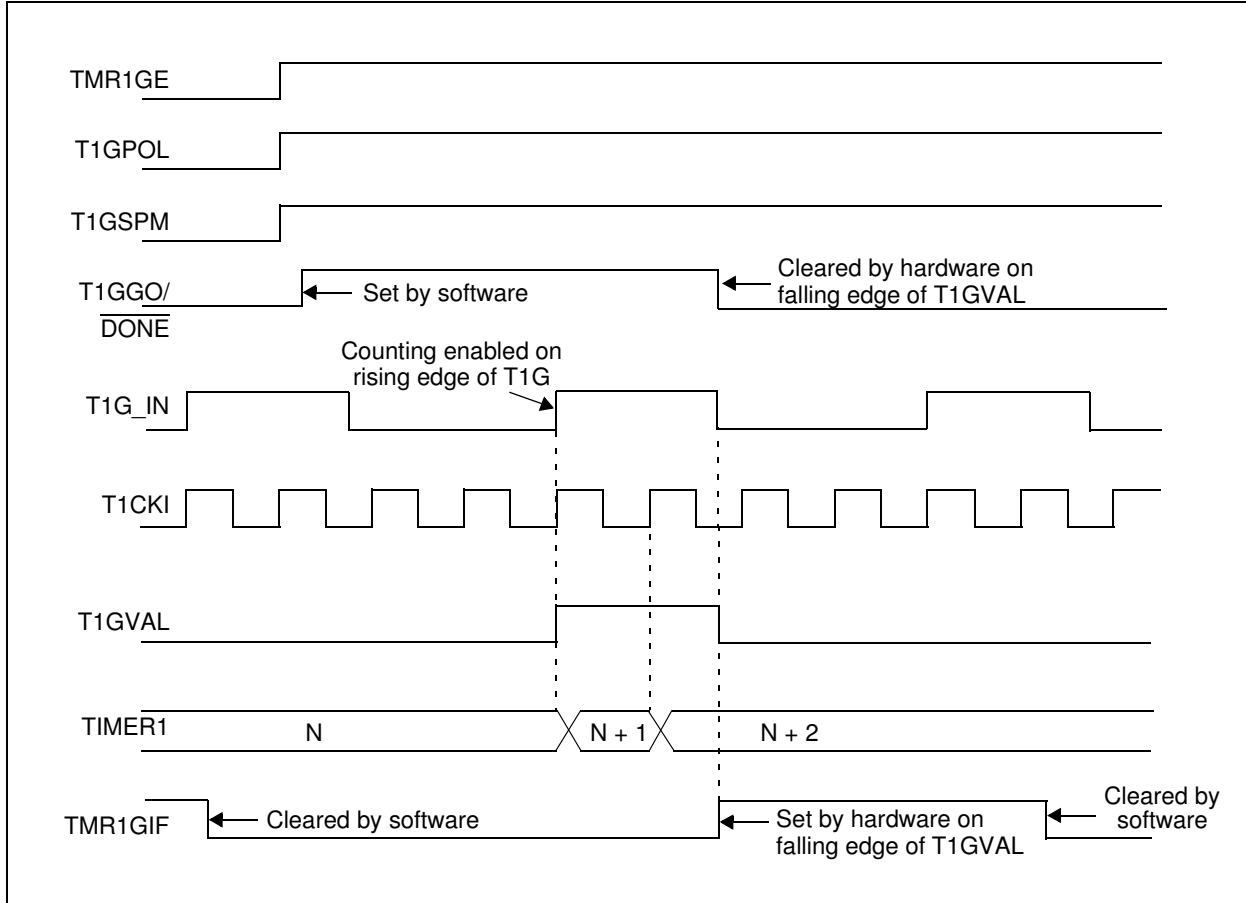 TMR1GE
T1GPOL
T1GSPM
T1GGO/
DONE
Set by software
Cleared by hardware on
falling edge of T1GVAL
Counting enabled on
rising edge of T1G
T1G_IN
T1CKI
T1GVAL
TIMER1
N
N + 1
N + 2
TMR1GIF
Cleared by software
Set by hardware on
falling edge of T1GVAL
Cleared by
software